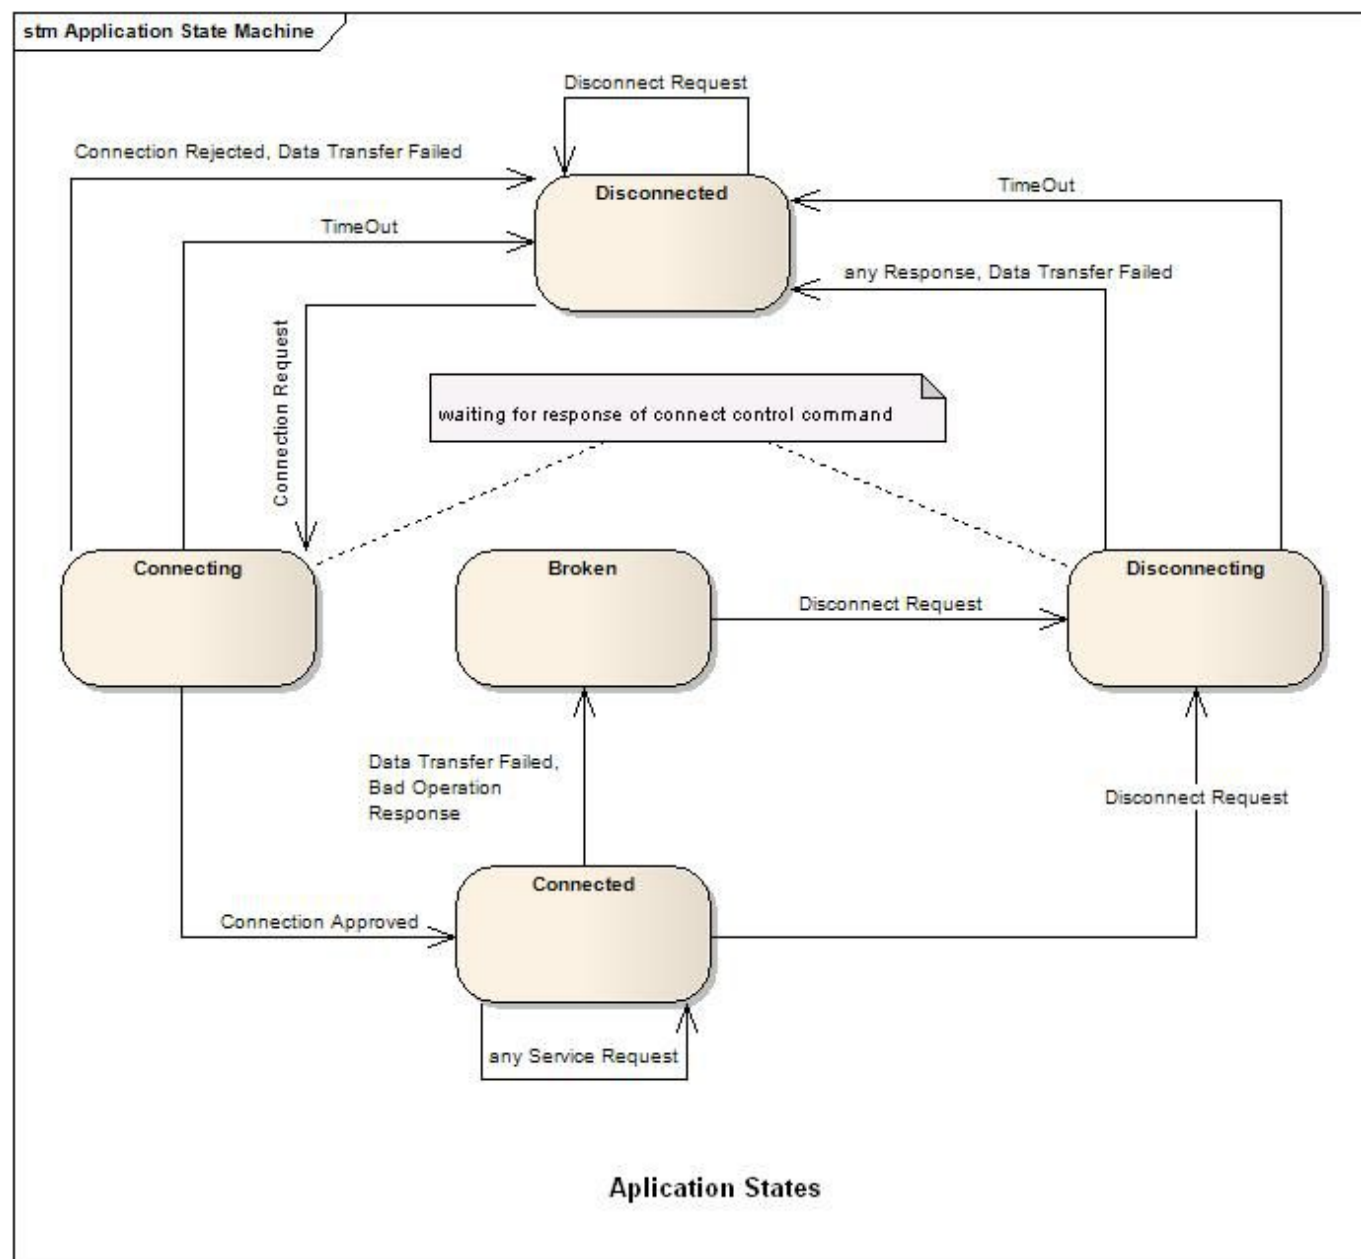 stm Application State Machine
Disconnect Request
Connection Rejected, Data Transfer Failed
Disconnected
TimeOut
TimeOut
any Response, Data Transfer Failed
Connection Request
waiting for response of connect control command
Connecting
Broken
Disconnecting
Disconnect Request
Data Transfer Failed,
Bad Operation
Response
Disconnect Request
Connected
Connection Approved
any Service Request
Aplication States